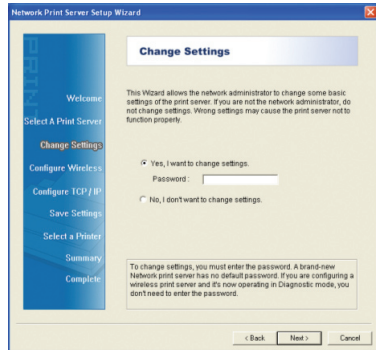 Network Print Server Setup Wizard
PRINT
Welcome
Select A Print Server
Change Settings
Configure Wireless
Configure TCP / IP
Save Settings
Select a Printer
Summary
Complete
Change Settings
This Wizard allows the network administrator to change some basic
settings of the print server. If you are not the network administrator, do
not change settings. Wrong settings may cause the print server not to
function properly.
Yes, I want to change settings.
Password :
No, I don't want to change settings.
To change settings, you must enter the password. A brand-new
Network print server has no default password. If you are configuring a
wireless print server and it's now operating in Diagnostic mode, you
don't need to enter the password.
< Back
Next >
Cancel